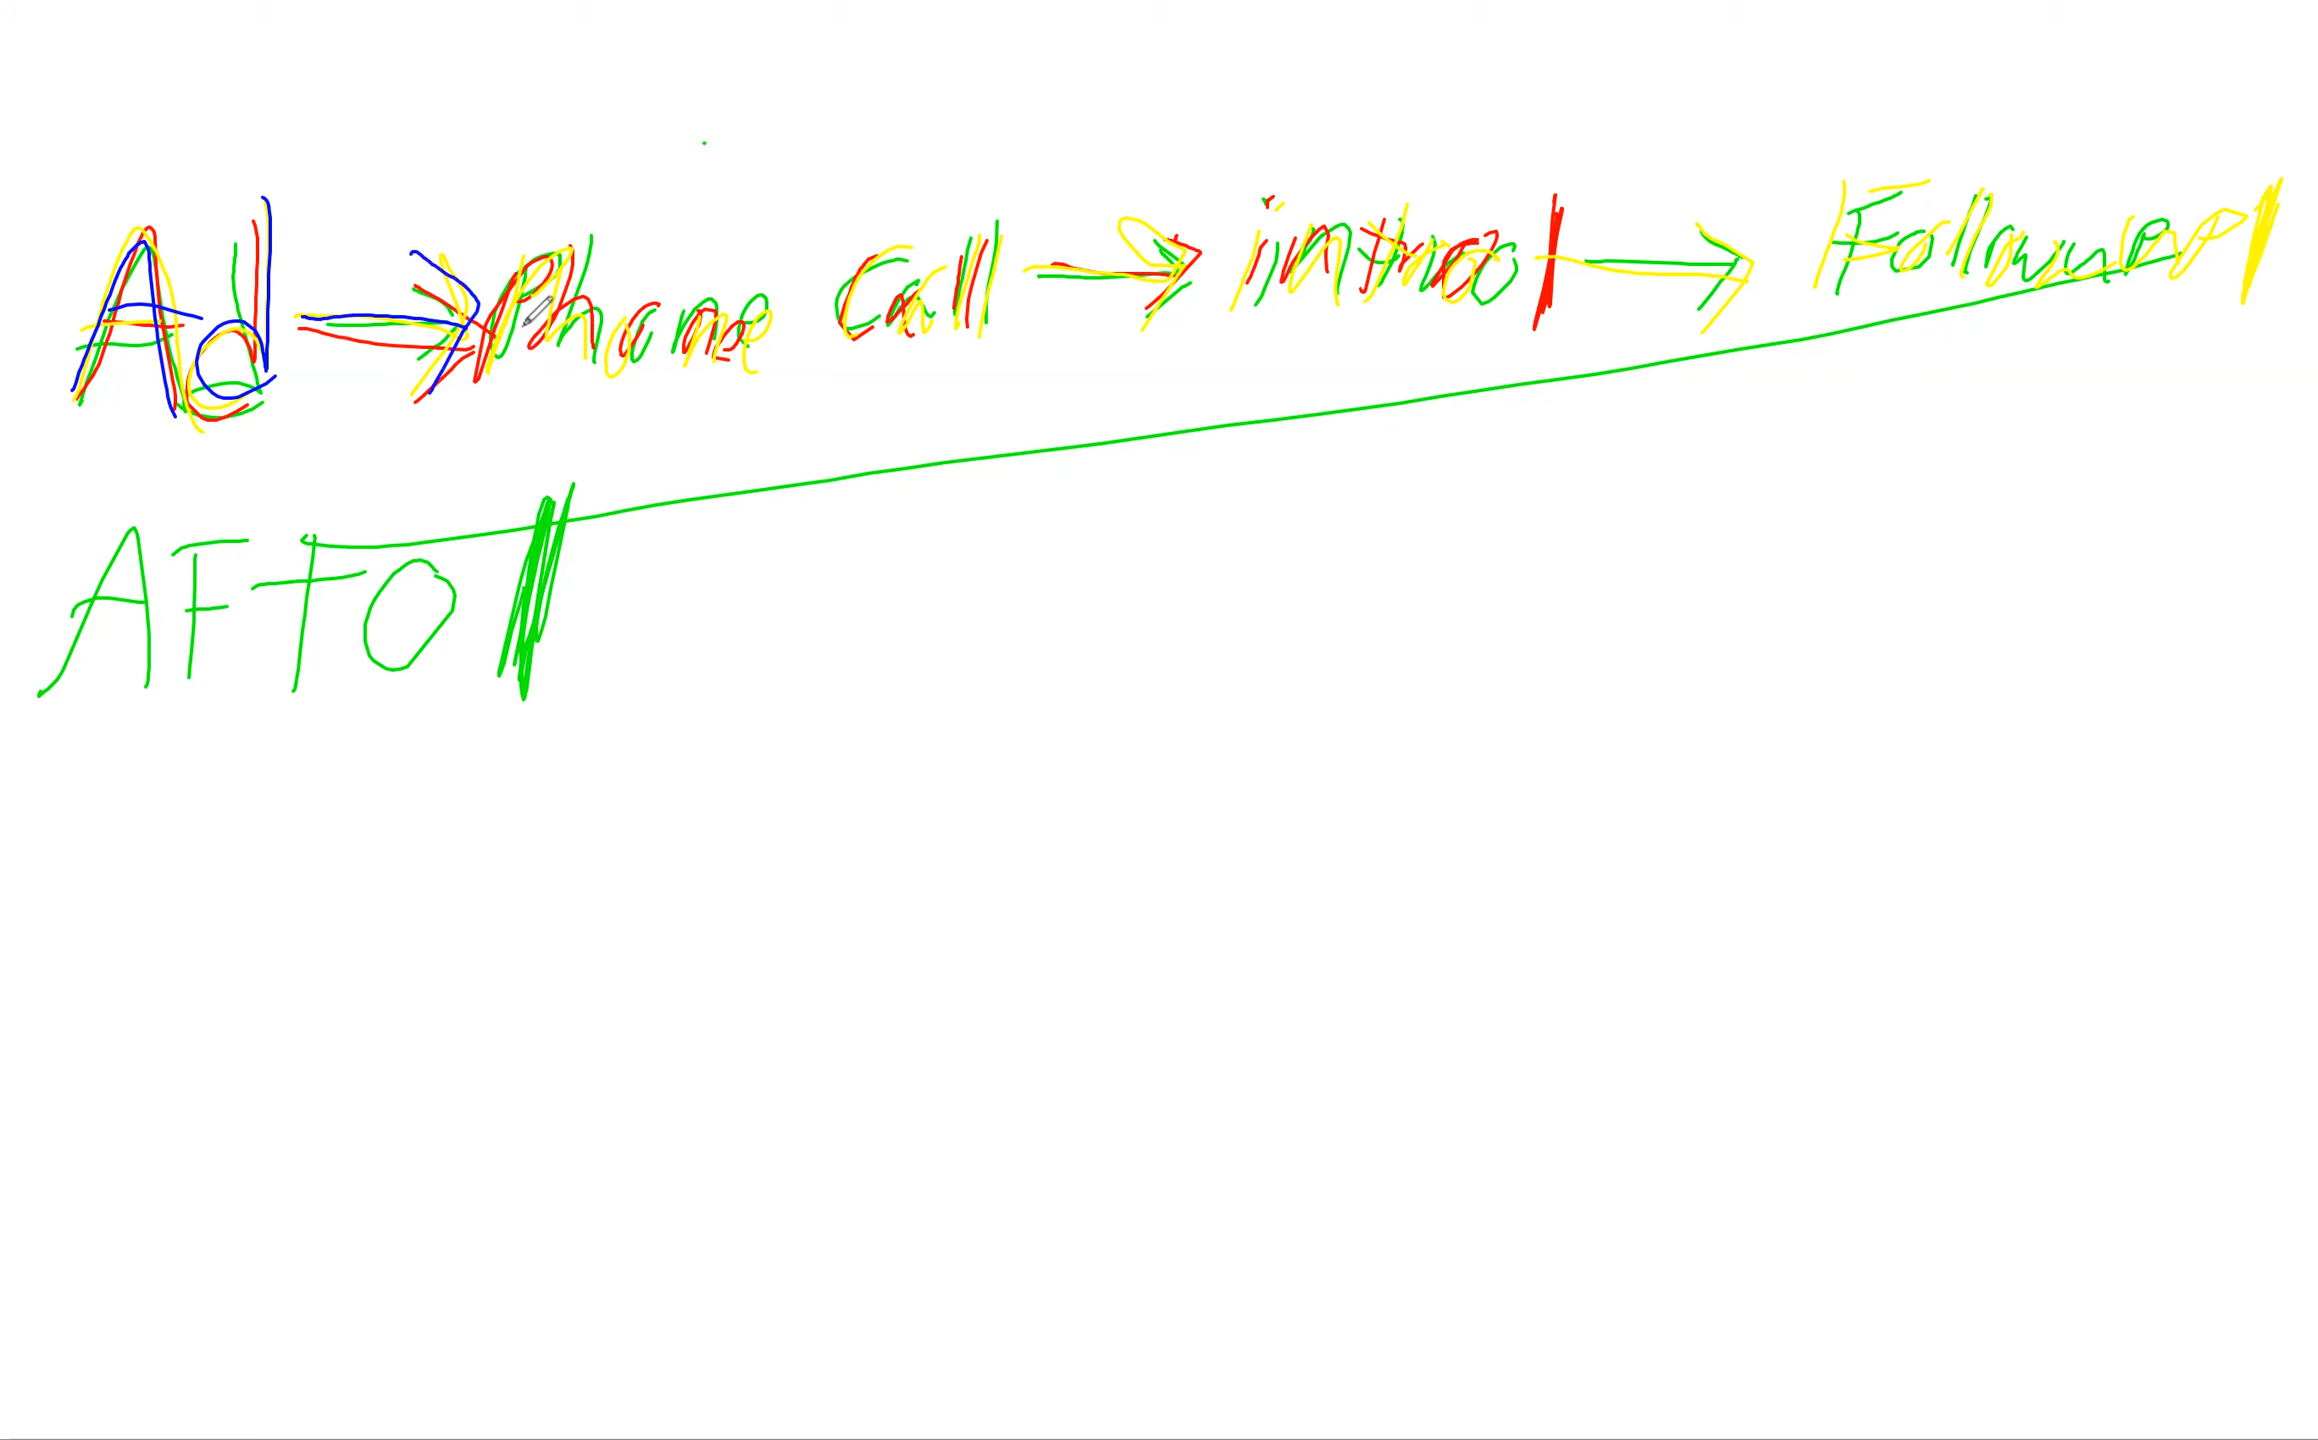 Ad → Phone Call → intro → Followup
AFTO